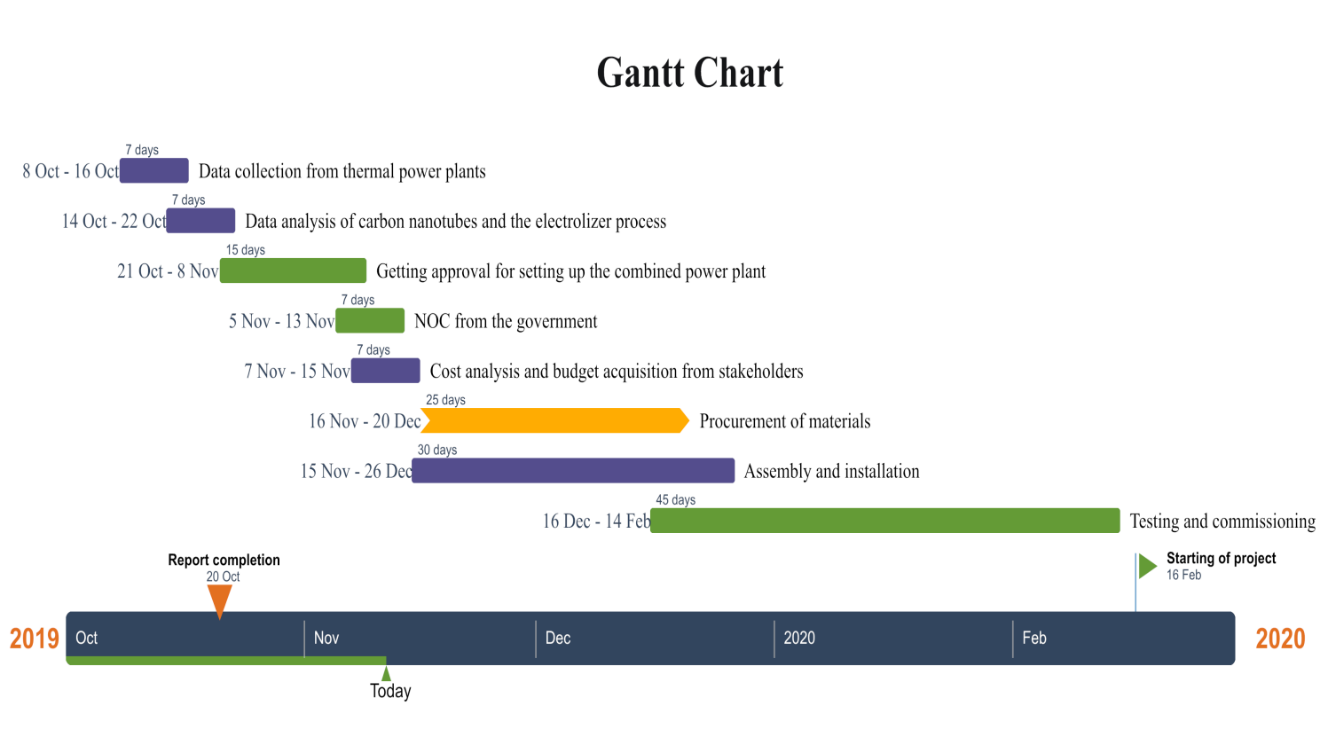 Gantt Chart
7 days
8 Oct - 16 Oct Data collection from thermal power plants
7 days
14 Oct - 22 Oct Data analysis of carbon nanotubes and the electrolizer process
15 days
21 Oct - 8 Nov Getting approval for setting up the combined power plant
7 days
5 Nov - 13 Nov NOC from the government
7 days
7 Nov - 15 Nov Cost analysis and budget acquisition from stakeholders
25 days
16 Nov - 20 Dec Procurement of materials
30 days
15 Nov - 26 Dec Assembly and installation
45 days
16 Dec - 14 Feb Testing and commissioning
Report completion
20 Oct
Starting of project
16 Feb
2019 Oct Nov Dec 2020 Feb 2020
Today